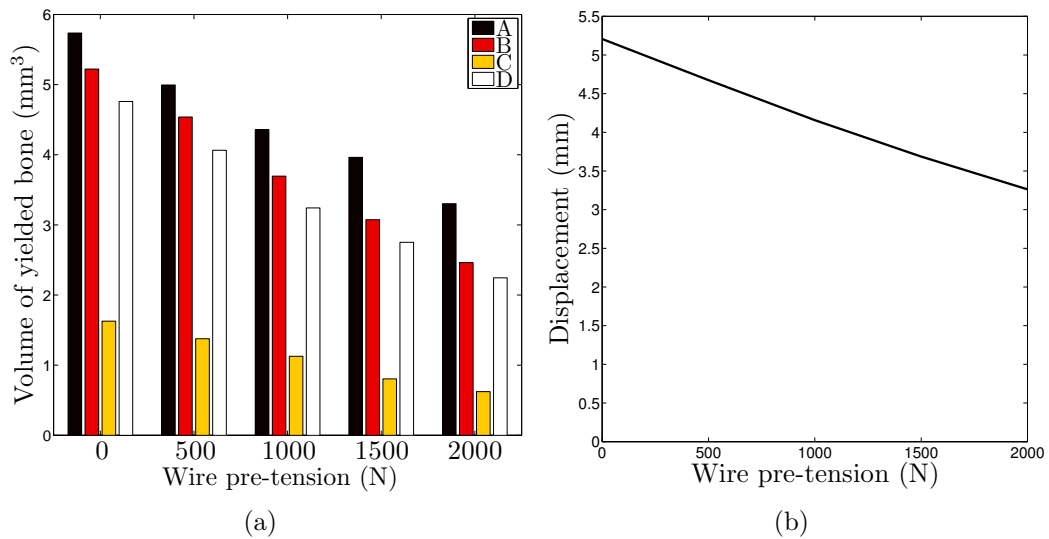 6
5
4
3
2
1
0
Volume of yielded bone (mm³)
A
B
C
D
0 500 1000 1500 2000
Wire pre-tension (N)
(a)
5.5
5
4.5
4
3.5
3
2.5
2
1.5
1
0.5
0
Displacement (mm)
0 500 1000 1500 2000
Wire pre-tension (N)
(b)